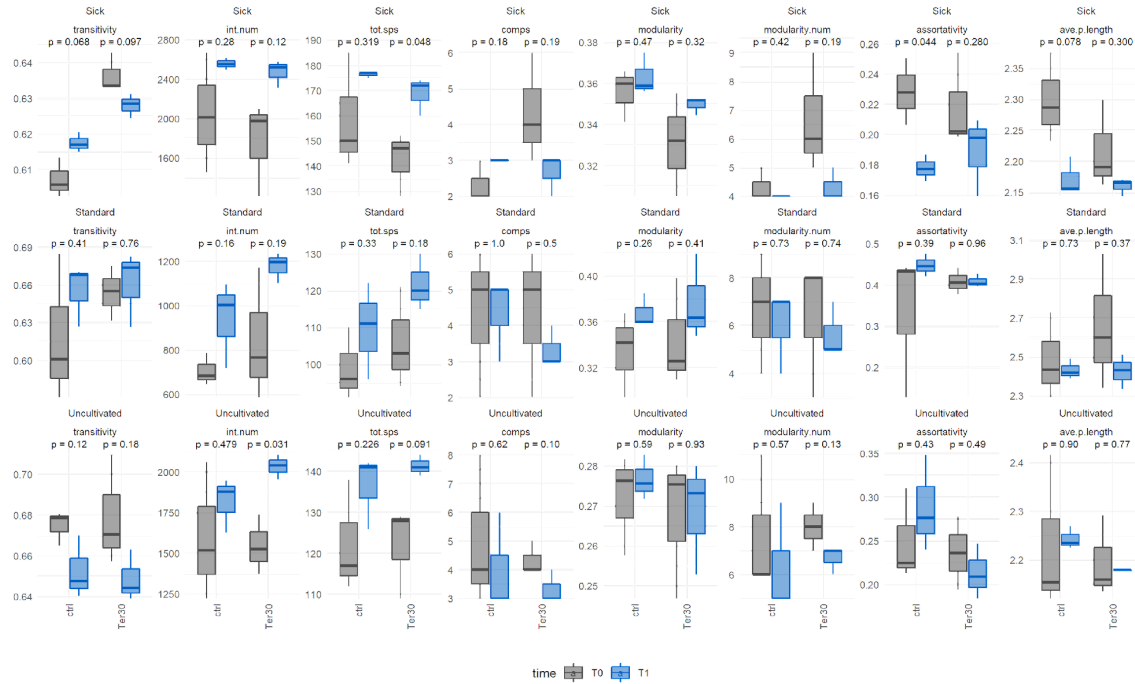 Sick Sick Sick Sick Sick Sick Sick Sick
transitivity int.num tot.sps comps modularity modularity.num assortativity ave.p.length
p = 0.068 p = 0.097 p = 0.28 p = 0.12 p = 0.319 p = 0.048 p = 0.18 p = 0.19 p = 0.47 p = 0.32 p = 0.42 p = 0.19 p = 0.044 p = 0.280 p = 0.078 p = 0.300
0.64 0.63 0.62 0.61
2800 2600 2400 2200 2000 1800 1600 1400
190 180 170 160 150 140 130
6 5 4 3 2
0.38 0.36 0.34 0.32
9 8 7 6 5 4
0.26 0.24 0.22 0.20 0.18 0.16
2.35 2.30 2.25 2.20 2.15
Standard Standard Standard Standard Standard Standard Standard Standard
transitivity int.num tot.sps comps modularity modularity.num assortativity ave.p.length
p = 0.41 p = 0.76 p = 0.16 p = 0.19 p = 0.33 p = 0.18 p = 1.0 p = 0.5 p = 0.26 p = 0.41 p = 0.73 p = 0.74 p = 0.39 p = 0.96 p = 0.73 p = 0.37
0.69 0.66 0.63 0.60
1200 1000 800 600
130 120 110 100
6 5 4 3 2
0.40 0.36 0.32
8 6 4
0.5 0.4 0.3 0.2
3.1 2.9 2.7 2.5 2.3
Uncultivated Uncultivated Uncultivated Uncultivated Uncultivated Uncultivated Uncultivated Uncultivated
transitivity int.num tot.sps comps modularity modularity.num assortativity ave.p.length
p = 0.12 p = 0.18 p = 0.479 p = 0.031 p = 0.226 p = 0.091 p = 0.62 p = 0.10 p = 0.59 p = 0.93 p = 0.57 p = 0.13 p = 0.43 p = 0.49 p = 0.90 p = 0.77
0.70 0.68 0.66 0.64
2000 1750 1500 1250
140 130 120 110
8 7 6 5 4 3
0.28 0.27 0.26 0.25
10 8 6
0.35 0.30 0.25 0.20
2.4 2.3 2.2
ctrl Ter30 ctrl Ter30 ctrl Ter30 ctrl Ter30 ctrl Ter30 ctrl Ter30 ctrl Ter30 ctrl Ter30
time T0 T1